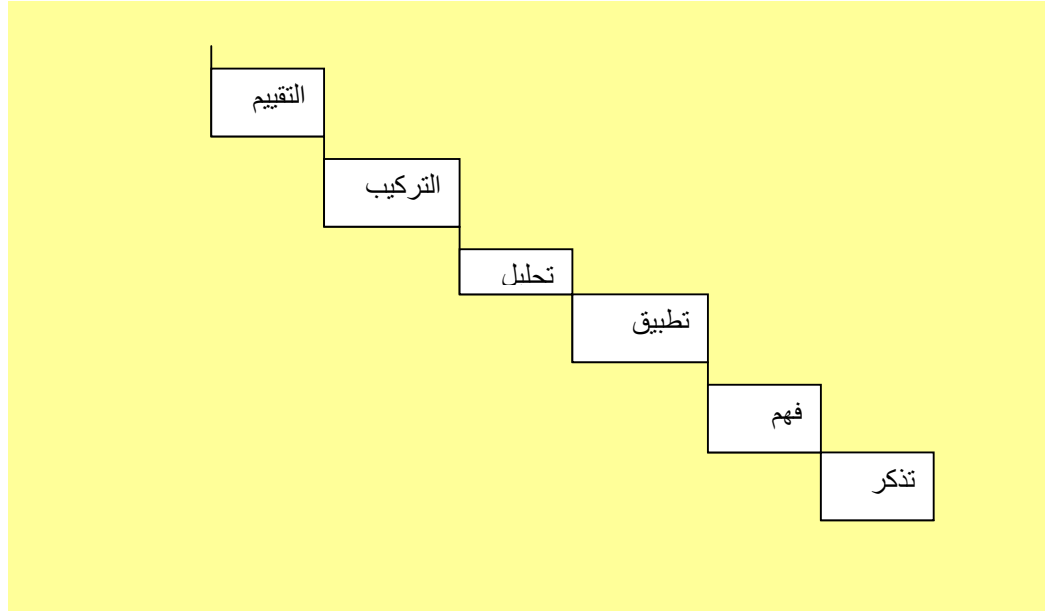 التقييم
التركيب
تحليل
تطبيق
فهم
تذكر